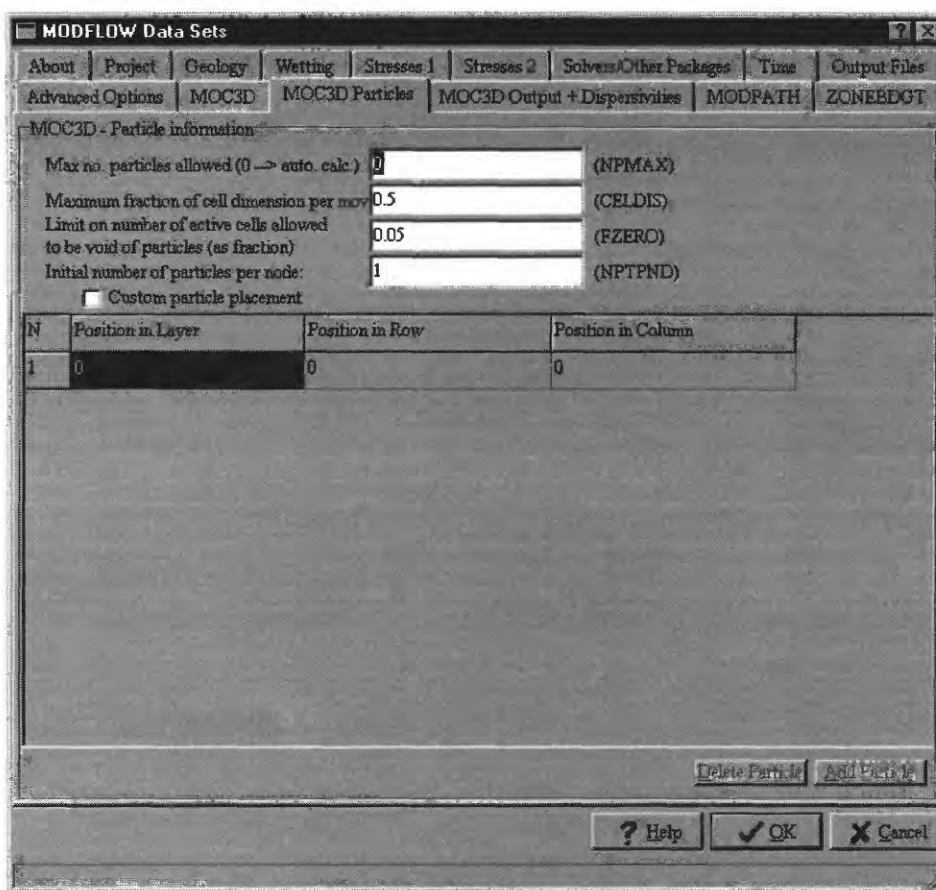 MODFLOW Data Sets
About Project Geology Wetting Stresses 1 Stresses 2 Solvers/Other Packages Time Output Files
Advanced Options MOC3D MOC3D Particles MOC3D Output + Dispersivities MODPATH ZONEBDGT
MOC3D - Particle information
Max no. particles allowed (0 --> auto. calc.) 0 (NPMAX)
Maximum fraction of cell dimension per mov 0.5 (CELDIS)
Limit on number of active cells allowed
to be void of particles (as fraction) 0.05 (FZERO)
Initial number of particles per node: 1 (NPTPND)
Custom particle placement
N Position in Layer Position in Row Position in Column
1 0 0 0
Delete Particle Add Particle
? Help OK Cancel